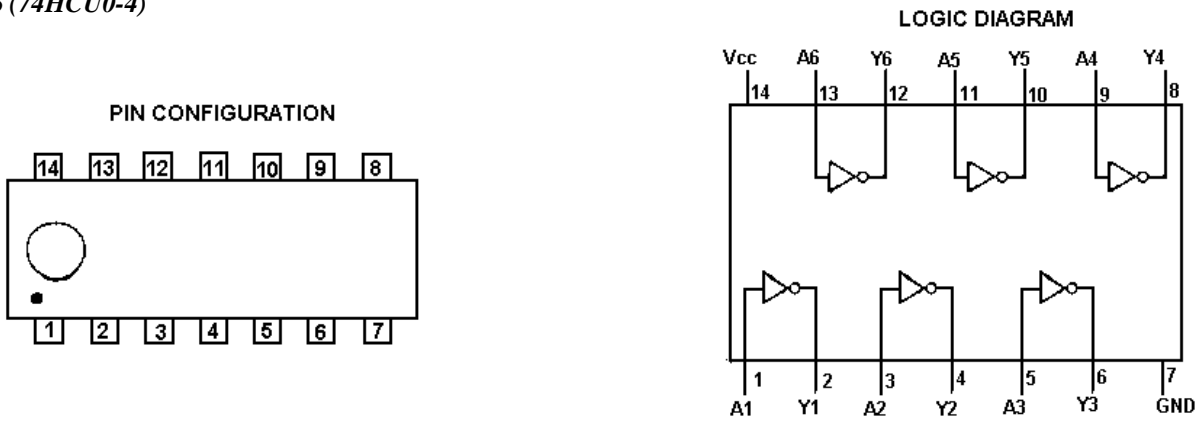 (74HCU0-4)
LOGIC DIAGRAM
Vcc A6 Y6 A5 Y5 A4 Y4
14 13 12 11 10 9 8
PIN CONFIGURATION
14 13 12 11 10 9 8
1 2 3 4 5 6 7
1 2 3 4 5 6 7
A1 Y1 A2 Y2 A3 Y3 GND